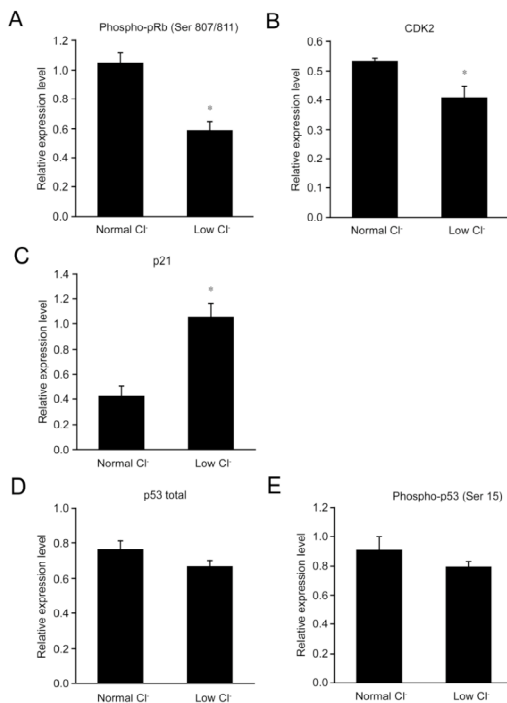 A
Phospho-pRb (Ser 807/811)
Relative expression level
1.2
1.0
0.8
0.6
0.4
0.2
0.0
*
Normal Cl-
Low Cl-
B
CDK2
Relative expression level
0.6
0.5
0.4
0.3
0.2
0.1
0.0
*
Normal Cl-
Low Cl-
C
p21
Relative expression level
1.4
1.2
1.0
0.8
0.6
0.4
0.2
0.0
*
Normal Cl-
Low Cl-
D
p53 total
Relative expression level
1.0
0.8
0.6
0.4
0.2
0.0
Normal Cl-
Low Cl-
E
Phospho-p53 (Ser 15)
Relative expression level
1.2
1.0
0.8
0.6
0.4
0.2
0.0
Normal Cl-
Low Cl-